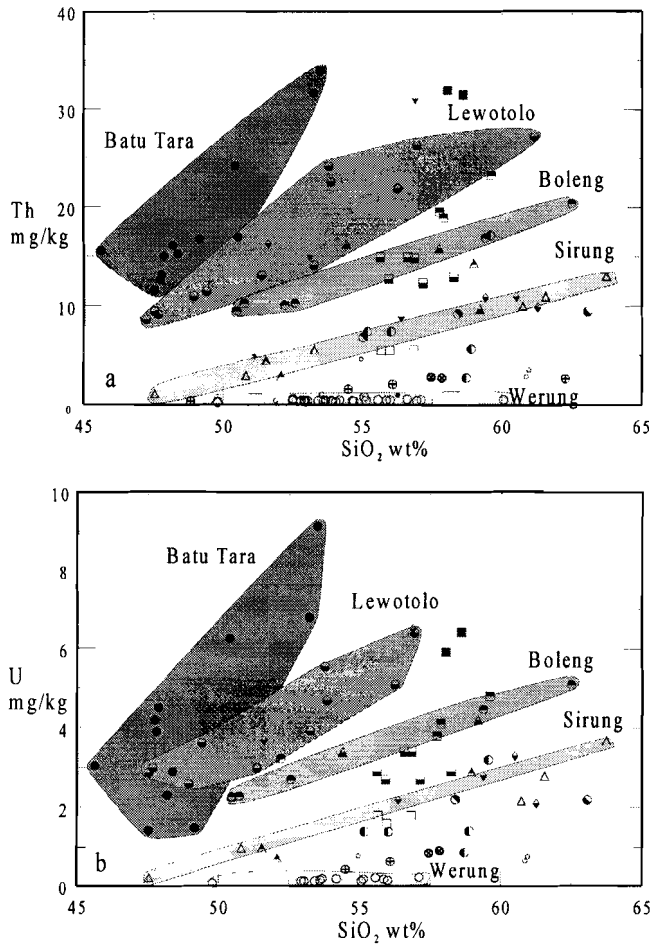 40
30
20
10
0
Th
mg/kg
Batu Tara
Lewotolo
Boleng
Sirung
Werung
a
45
50
55
60
65
SiO2 wt%
10
8
6
4
2
0
U
mg/kg
Batu Tara
Lewotolo
Boleng
Sirung
Werung
b
45
50
55
60
65
SiO2 wt%